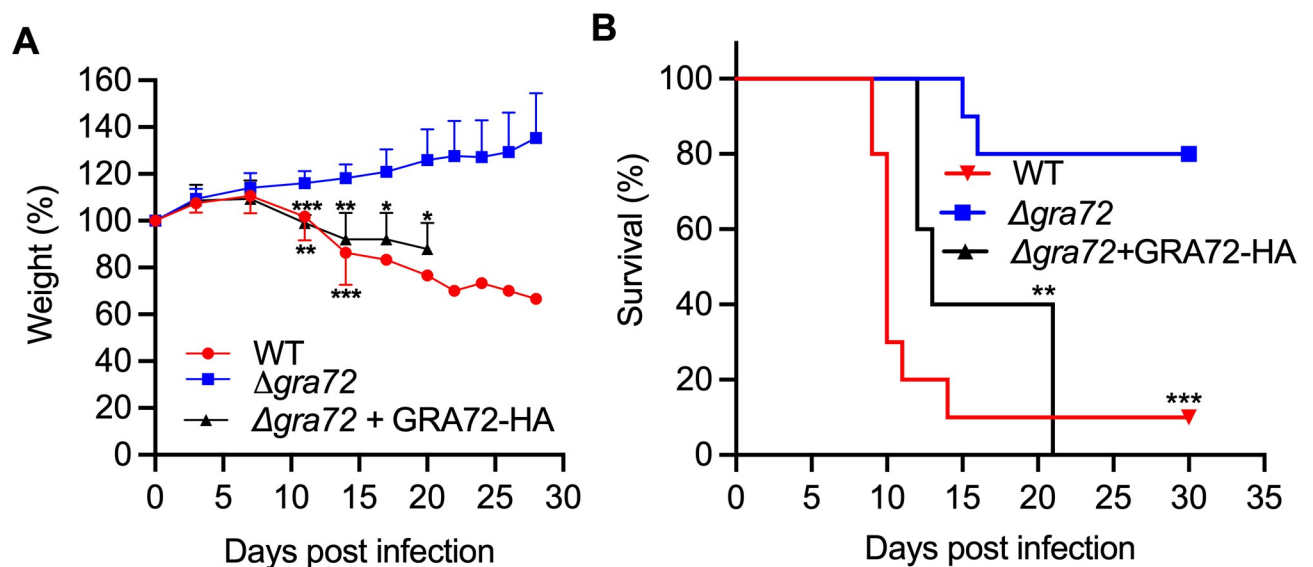 A
160
140
120
100
80
60
40
20
0
Weight (%)
*** ** * *
**
***
WT
Δgra72
Δgra72 + GRA72-HA
0 5 10 15 20 25 30
Days post infection
B
100
80
60
40
20
0
Survival (%)
WT
Δgra72
Δgra72+GRA72-HA
**
***
0 5 10 15 20 25 30 35
Days post infection